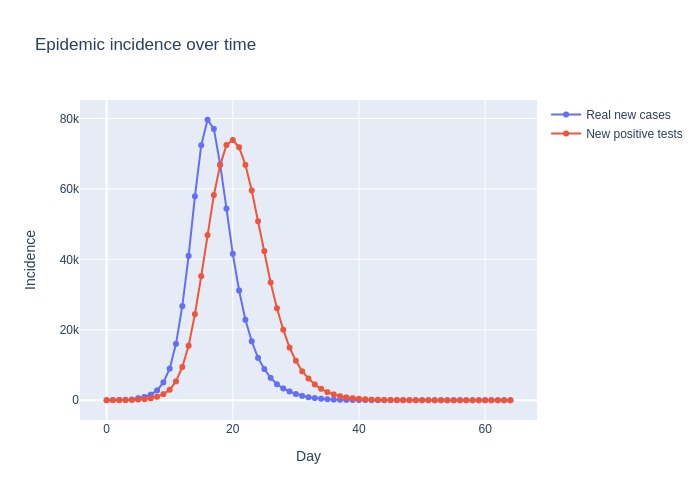 Epidemic incidence over time
Real new cases
New positive tests
80k
60k
40k
20k
0
Incidence
0
20
40
60
Day